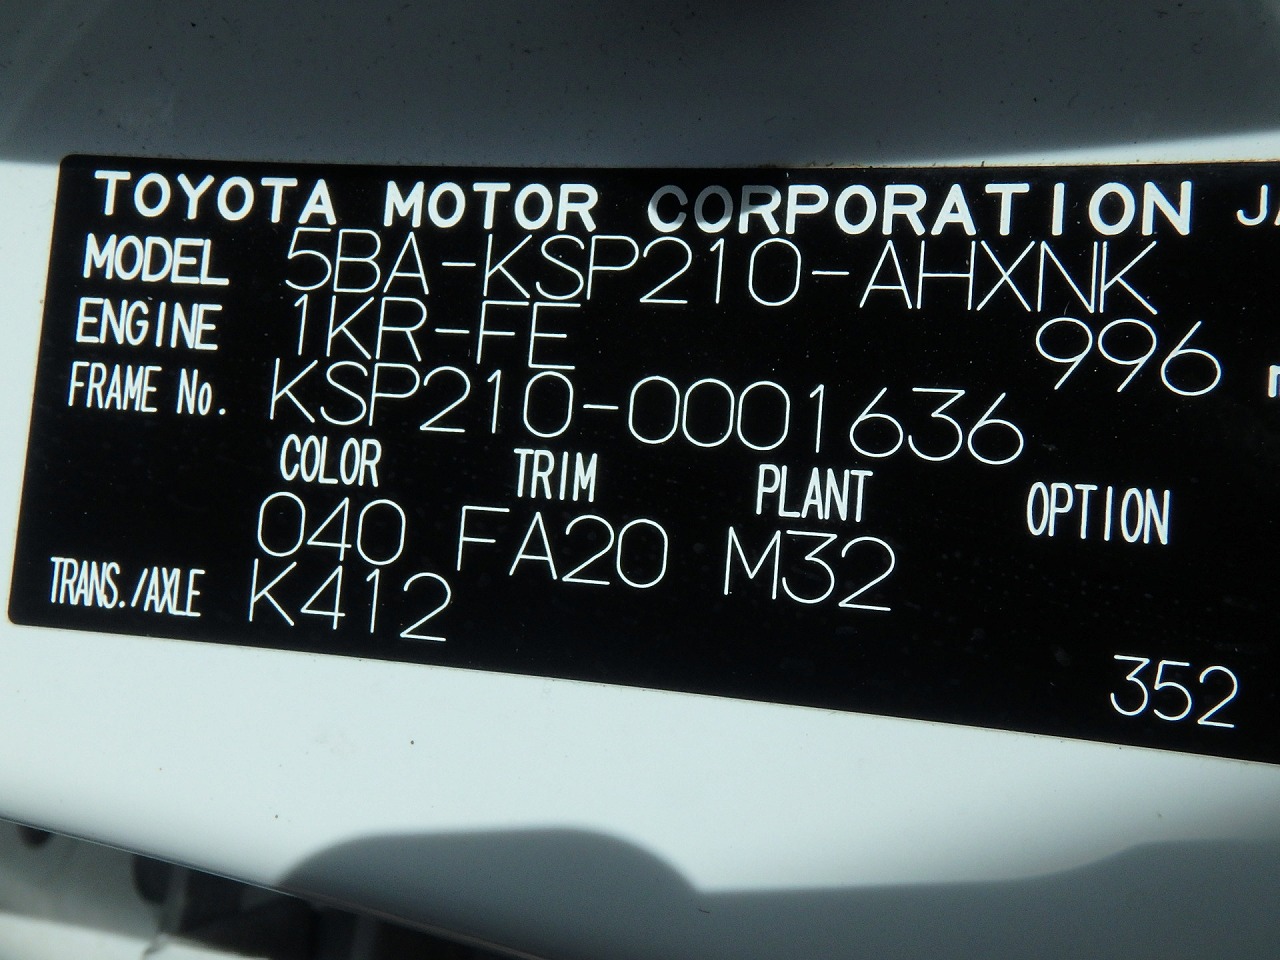 TOYOTA MOTOR CORPORATION JA
MODEL 5BA-KSP210-AHXNK
ENGINE 1KR-FE 996
FRAME No. KSP210-0001636
COLOR TRIM PLANT OPTION
040 FA20 M32
TRANS./AXLE K412
352